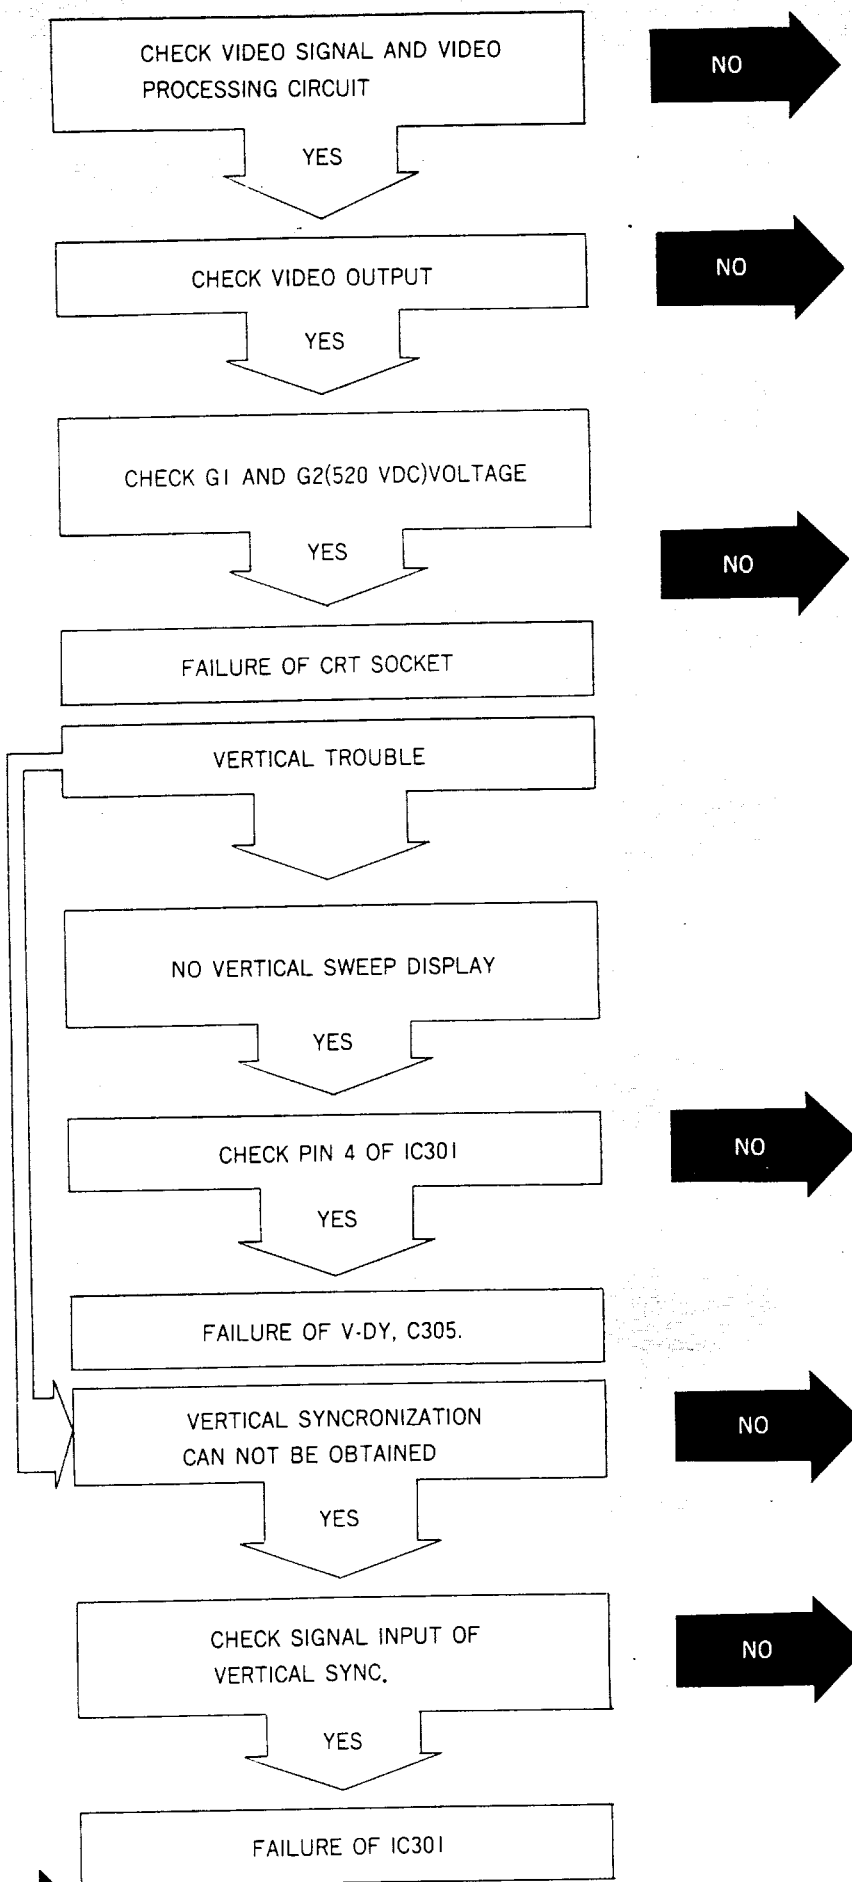 CHECK VIDEO SIGNAL AND VIDEO
PROCESSING CIRCUIT
NO
YES
CHECK VIDEO OUTPUT
NO
YES
CHECK G1 AND G2(520 VDC)VOLTAGE
YES
NO
FAILURE OF CRT SOCKET
VERTICAL TROUBLE
NO VERTICAL SWEEP DISPLAY
YES
CHECK PIN 4 OF IC301
NO
YES
FAILURE OF V-DY, C305.
VERTICAL SYNCRONIZATION
CAN NOT BE OBTAINED
NO
YES
CHECK SIGNAL INPUT OF
VERTICAL SYNC.
NO
YES
FAILURE OF IC301